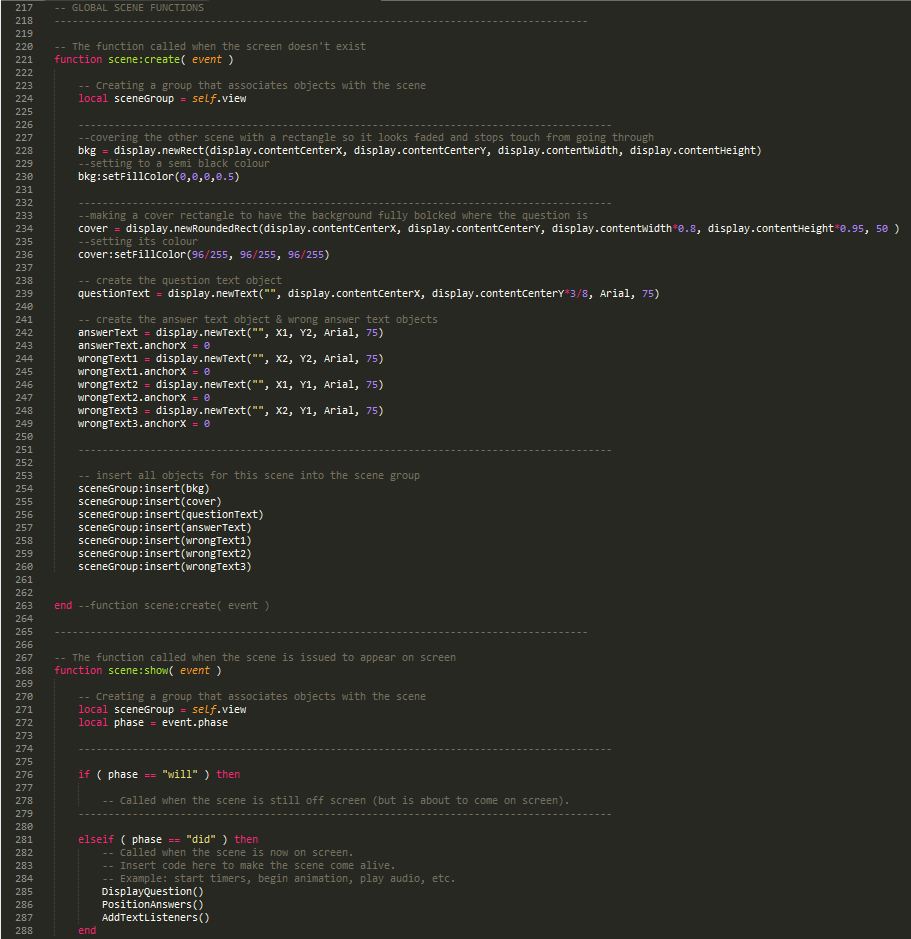 217 -- GLOBAL SCENE FUNCTIONS
218 -----------------------------------------------------------------------------------------
219
220 -- The function called when the screen doesn't exist
221 function scene:create( event )
222
223 -- Creating a group that associates objects with the scene
224 local sceneGroup = self.view
225
226 -----------------------------------------------------------------------------------------
227 --covering the other scene with a rectangle so it looks faded and stops touch from going through
228 bkg = display.newRect(display.contentCenterX, display.contentCenterY, display.contentWidth, display.contentHeight)
229 --setting to a semi black colour
230 bkg:setFillColor(0,0,0,0.5)
231
232 -----------------------------------------------------------------------------------------
233 --making a cover rectangle to have the background fully bolcked where the question is
234 cover = display.newRoundedRect(display.contentCenterX, display.contentCenterY, display.contentWidth*0.8, display.contentHeight*0.95, 50 )
235 --setting its colour
236 cover:setFillColor(96/255, 96/255, 96/255)
237
238 -- create the question text object
239 questionText = display.newText("", display.contentCenterX, display.contentCenterY*3/8, Arial, 75)
240
241 -- create the answer text object & wrong answer text objects
242 answerText = display.newText("", X1, Y2, Arial, 75)
243 answerText.anchorX = 0
244 wrongText1 = display.newText("", X2, Y2, Arial, 75)
245 wrongText1.anchorX = 0
246 wrongText2 = display.newText("", X1, Y1, Arial, 75)
247 wrongText2.anchorX = 0
248 wrongText3 = display.newText("", X2, Y1, Arial, 75)
249 wrongText3.anchorX = 0
250
251 -----------------------------------------------------------------------------------------
252
253 -- insert all objects for this scene into the scene group
254 sceneGroup:insert(bkg)
255 sceneGroup:insert(cover)
256 sceneGroup:insert(questionText)
257 sceneGroup:insert(answerText)
258 sceneGroup:insert(wrongText1)
259 sceneGroup:insert(wrongText2)
260 sceneGroup:insert(wrongText3)
261
262
263 end --function scene:create( event )
264
265 -----------------------------------------------------------------------------------------
266
267 -- The function called when the scene is issued to appear on screen
268 function scene:show( event )
269
270 -- Creating a group that associates objects with the scene
271 local sceneGroup = self.view
272 local phase = event.phase
273
274 -----------------------------------------------------------------------------------------
275
276 if ( phase == "will" ) then
277
278 -- Called when the scene is still off screen (but is about to come on screen).
279 -----------------------------------------------------------------------------------------
280
281 elseif ( phase == "did" ) then
282 -- Called when the scene is now on screen.
283 -- Insert code here to make the scene come alive.
284 -- Example: start timers, begin animation, play audio, etc.
285 DisplayQuestion()
286 PositionAnswers()
287 AddTextListeners()
288 end